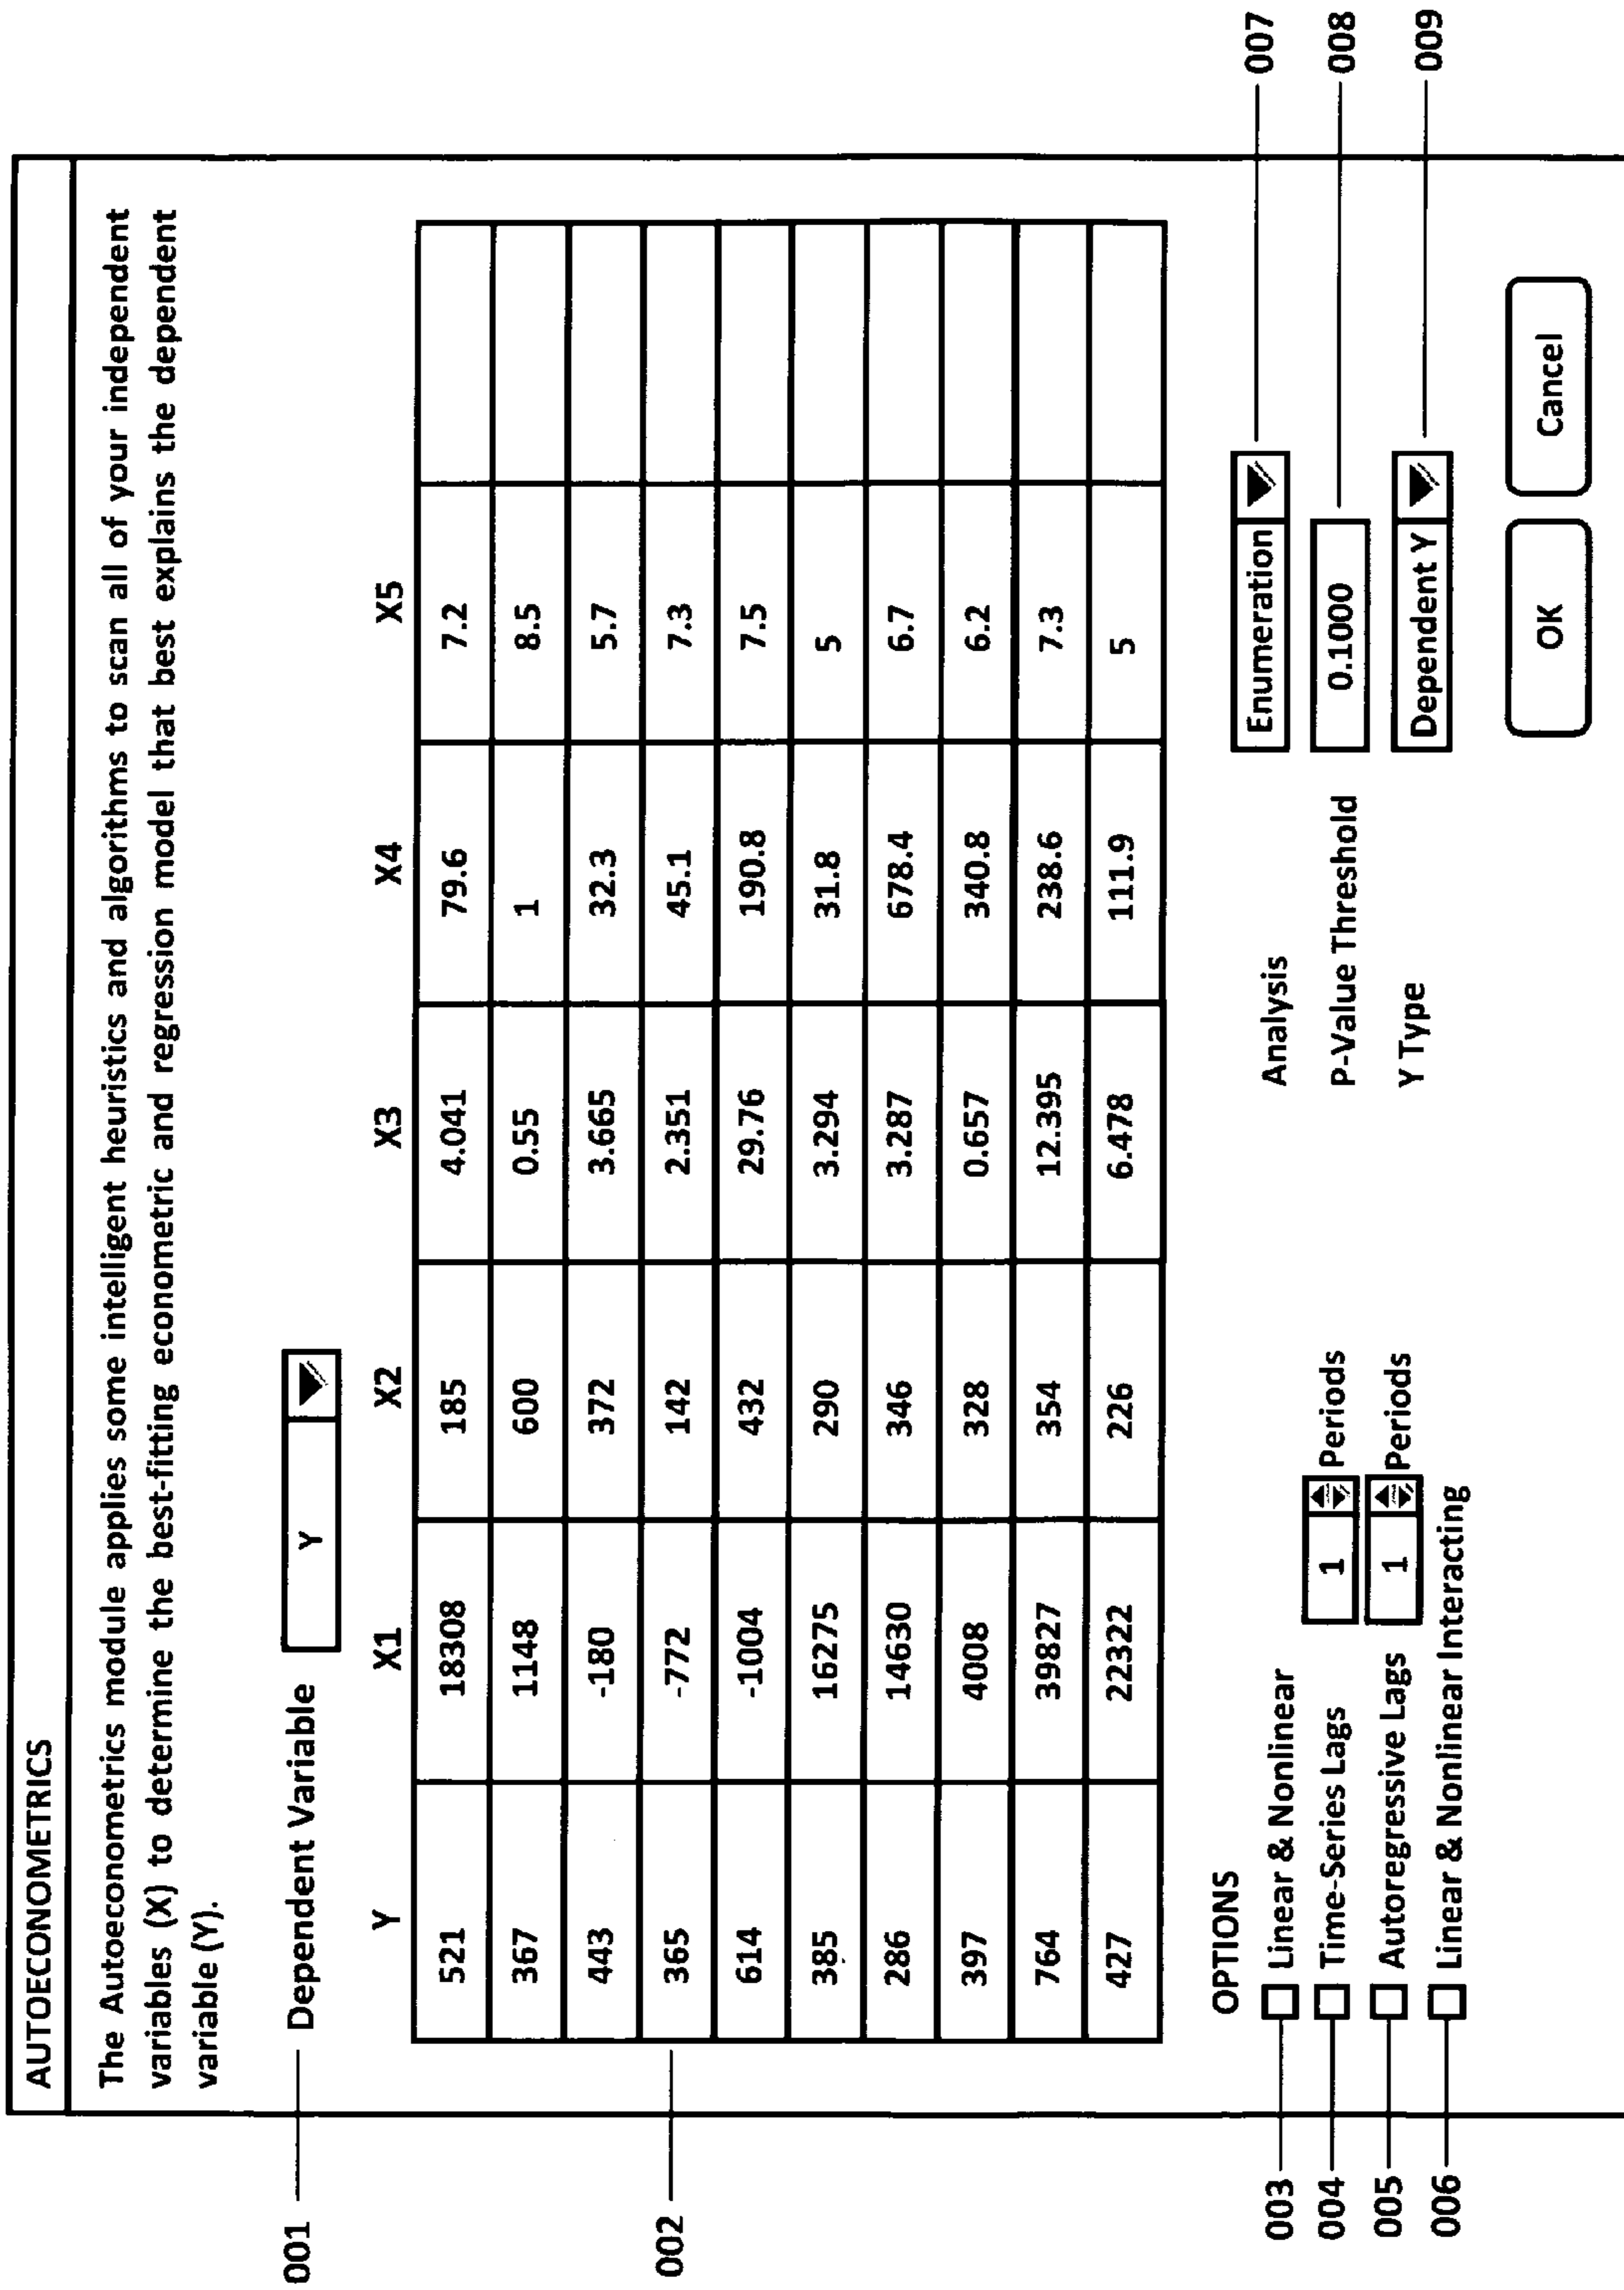 AUTOECONOMETRICS
The Autoeconometrics module applies some intelligent heuristics and algorithms to scan all of your independent
variables (X) to determine the best-fitting econometric and regression model that best explains the dependent
variable (Y).
001 Dependent Variable Y
Y X1 X2 X3 X4 X5
521 18308 185 4.041 79.6 7.2
367 1148 600 0.55 1 8.5
443 -180 372 3.665 32.3 5.7
365 -772 142 2.351 45.1 7.3
614 -1004 432 29.76 190.8 7.5
385 16275 290 3.294 31.8 5
286 14630 346 3.287 678.4 6.7
397 4008 328 0.657 340.8 6.2
764 39827 354 12.395 238.6 7.3
427 22322 226 6.478 111.9 5
002
OPTIONS
003 Linear & Nonlinear
004 Time-Series Lags 1 Periods
005 Autoregressive Lags 1 Periods
006 Linear & Nonlinear Interacting
Analysis Enumeration 007
P-Value Threshold 0.1000 008
Y Type Dependent Y 009
OK Cancel